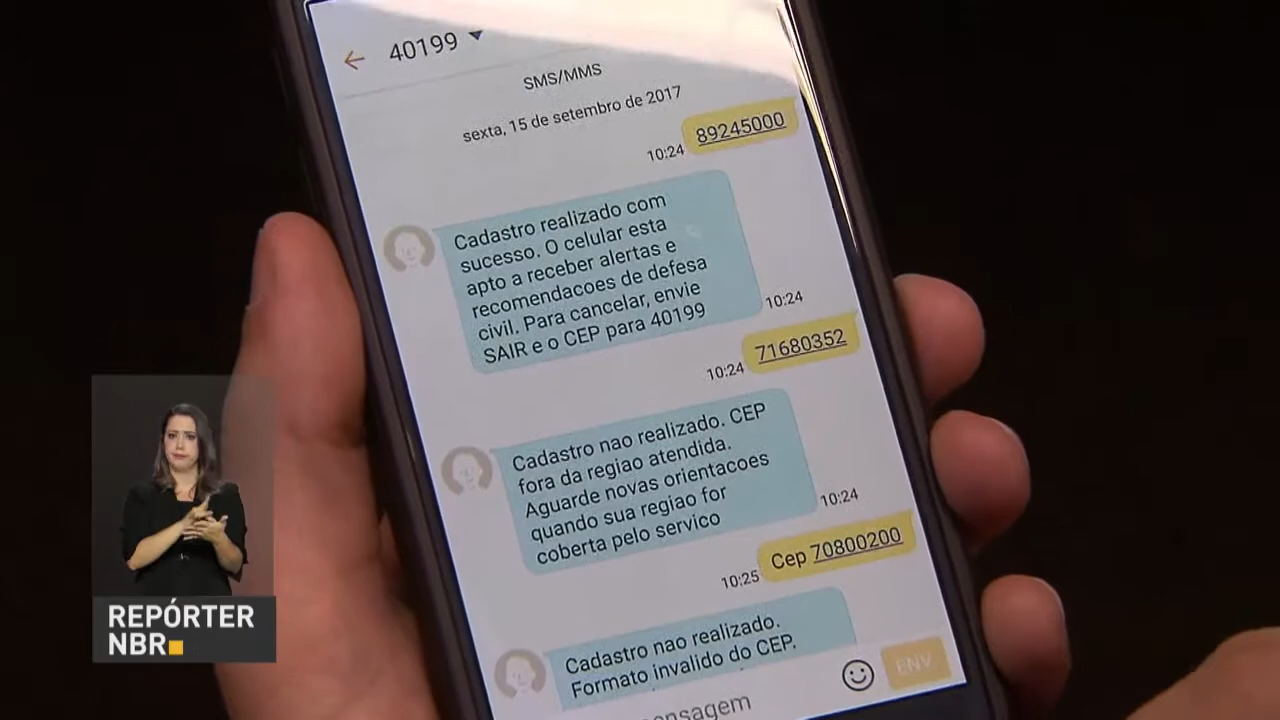 40199
SMS/MMS
sexta, 15 de setembro de 2017
89245000
10:24
Cadastro realizado com
sucesso. O celular esta
apto a receber alertas e
recomendacoes de defesa
civil. Para cancelar, envie
SAIR e o CEP para 40199
10:24
71680352
10:24
Cadastro nao realizado. CEP
fora da regiao atendida.
Aguarde novas orientacoes
quando sua regiao for
coberta pelo servico
10:24
Cep 70800200
10:25
Cadastro nao realizado.
Formato invalido do CEP.
ENV
REPÓRTER
NBR